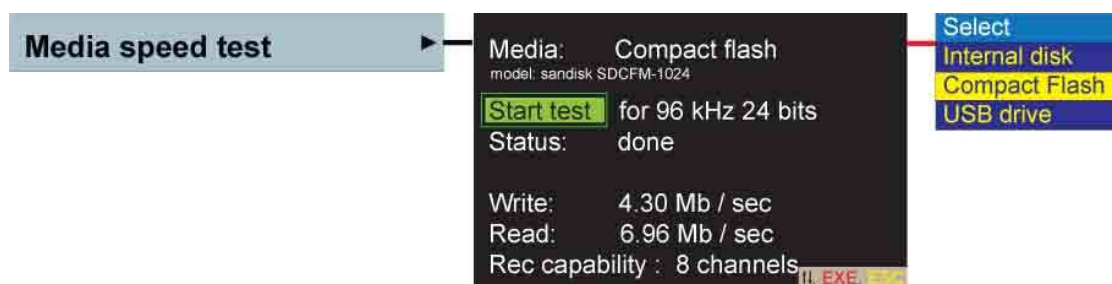 Media speed test
Media: Compact flash
model: sandisk SDCFM-1024
Start test for 96 kHz 24 bits
Status: done
Write: 4.30 Mb / sec
Read: 6.96 Mb / sec
Rec capability : 8 channels
EXE ESC
Select
Internal disk
Compact Flash
USB drive